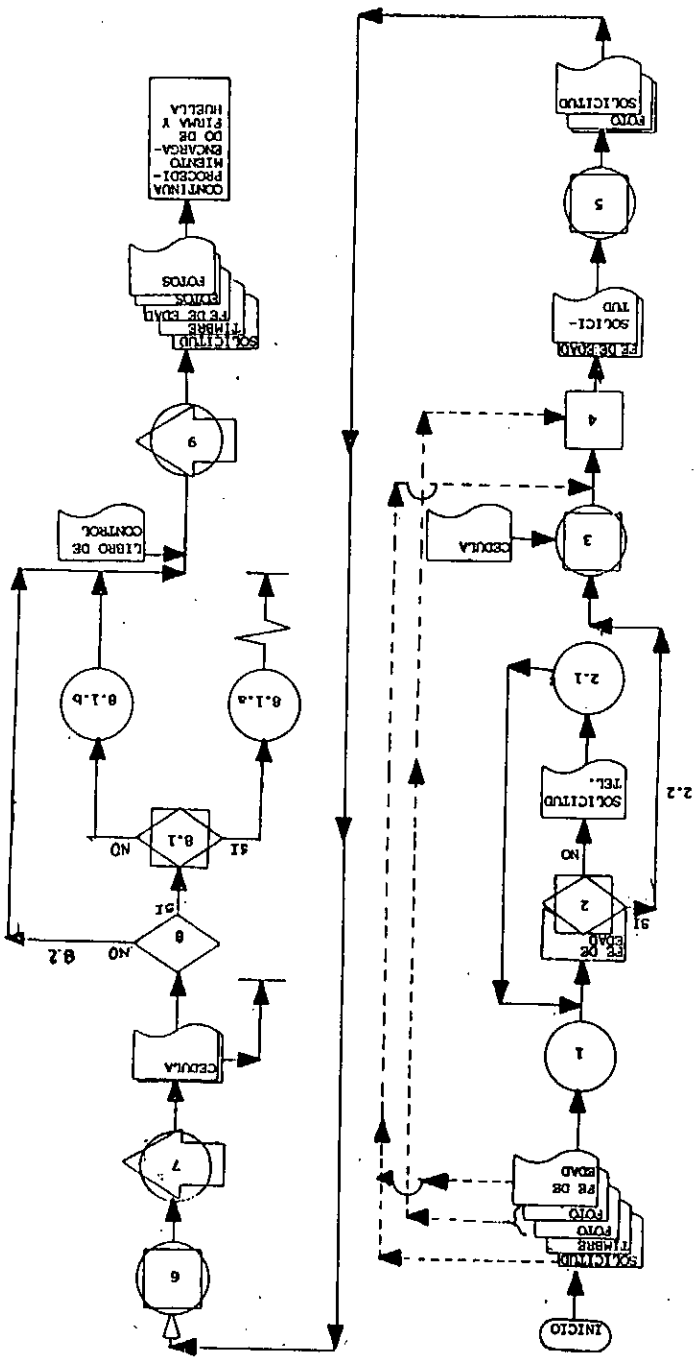 INICIO
SOLICITUD
TIMBRE
FOTO
FOTO
FE DE
EDAD
1
FE DE
EDAD
2
SI
NO
SOLICITUD
TEL.
2.2
2.1
3
CEDULA
4
FE DE EDAD
SOLICI-
TUD
5
FOTO
SOLICITUD
6
7
CEDULA
8
NO
8.2
SI
8.1
SI
NO
8.1.a
8.1.b
LIBRO DE
CONTROL
9
SOLICITUD
TIMBRE
FE DE EDAD
FOTOS
FOTOS
CONTINUA
PROCEDI-
MIENTO
ENCARGA-
DO DE
FIRMA Y
HUELLA